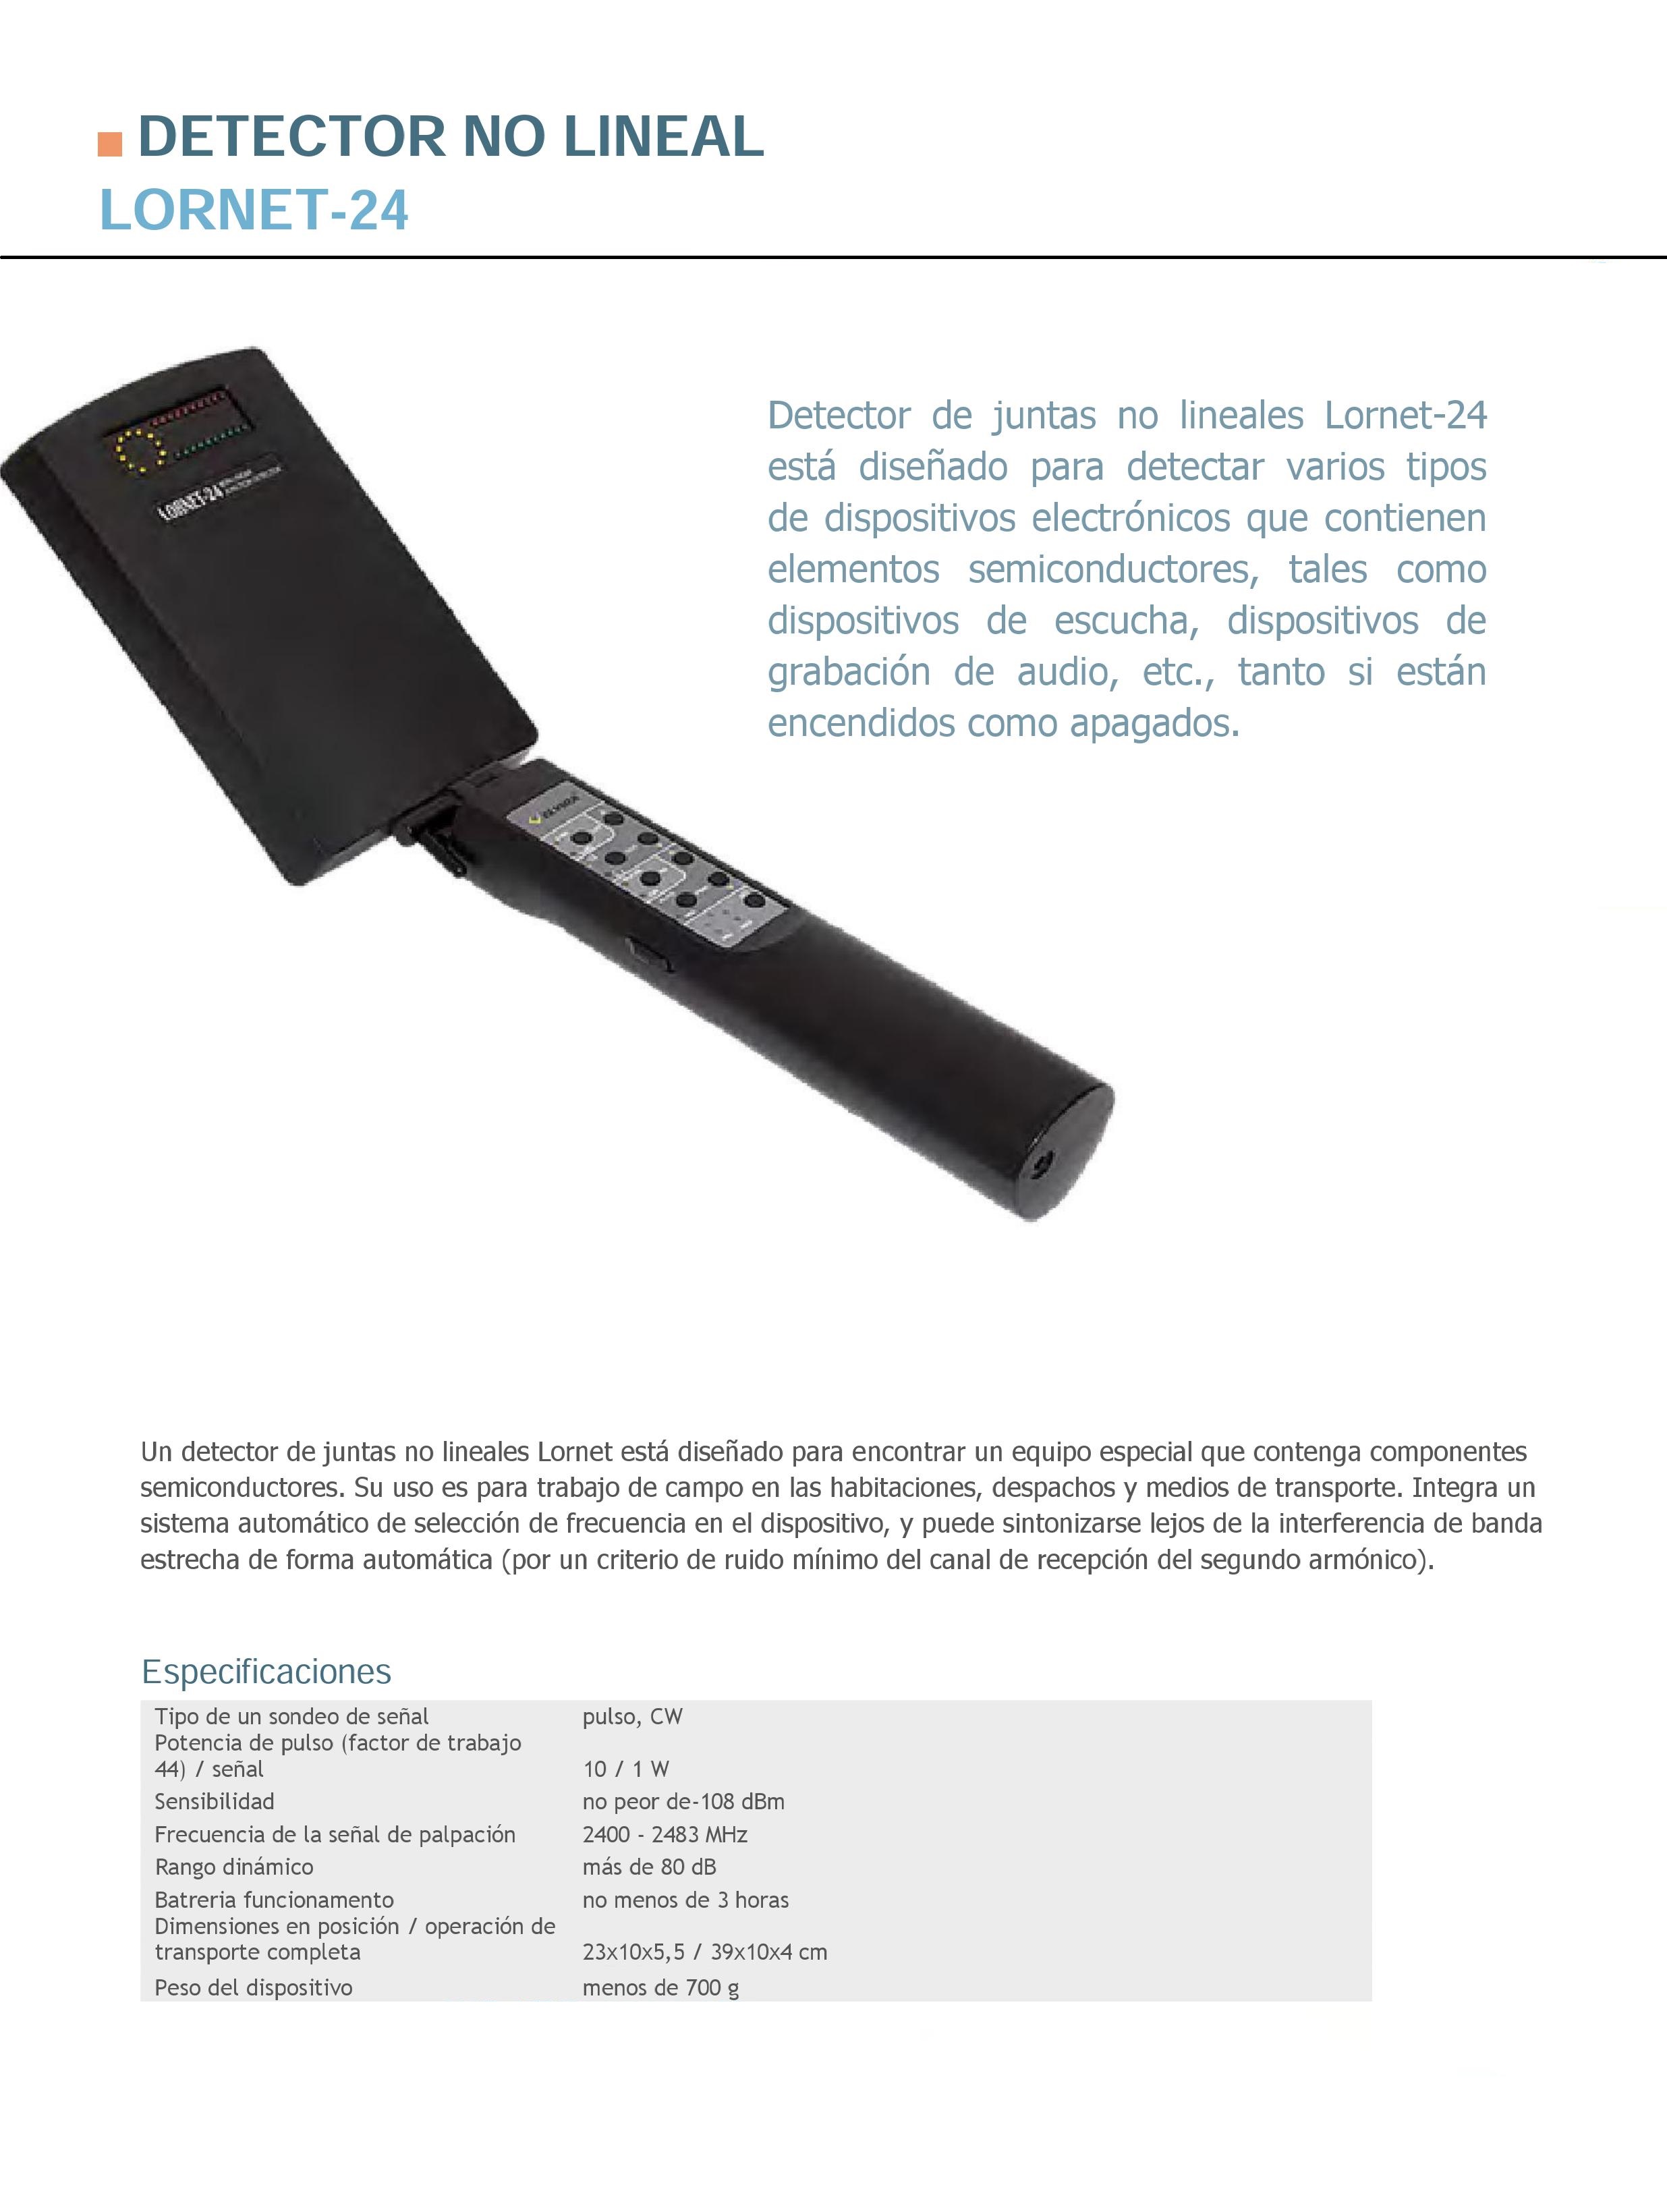 DETECTOR NO LINEAL
LORNET-24
LORNET-24
Detector de juntas no lineales Lornet-24
está diseñado para detectar varios tipos
de dispositivos electrónicos que contienen
elementos semiconductores, tales como
dispositivos de escucha, dispositivos de
grabación de audio, etc., tanto si están
encendidos como apagados.
Un detector de juntas no lineales Lornet está diseñado para encontrar un equipo especial que contenga componentes
semiconductores. Su uso es para trabajo de campo en las habitaciones, despachos y medios de transporte. Integra un
sistema automático de selección de frecuencia en el dispositivo, y puede sintonizarse lejos de la interferencia de banda
estrecha de forma automática (por un criterio de ruido mínimo del canal de recepción del segundo armónico).
Especificaciones
Tipo de un sondeo de señal pulso, CW
Potencia de pulso (factor de trabajo
44) / señal 10 / 1 W
Sensibilidad no peor de-108 dBm
Frecuencia de la señal de palpación 2400 - 2483 MHz
Rango dinámico más de 80 dB
Batreria funcionamento no menos de 3 horas
Dimensiones en posición / operación de
transporte completa 23x10x5,5 / 39x10x4 cm
Peso del dispositivo menos de 700 g